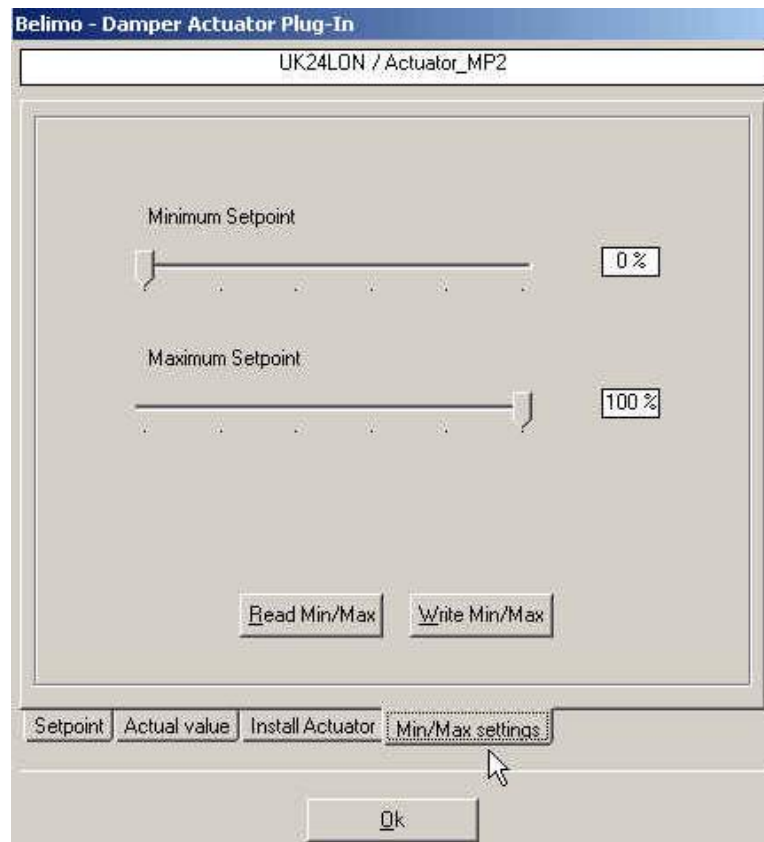 Belimo - Damper Actuator Plug-In
UK24LON / Actuator_MP2
Minimum Setpoint
0 %
Maximum Setpoint
100 %
Read Min/Max Write Min/Max
Setpoint Actual value Install Actuator Min/Max settings
Ok